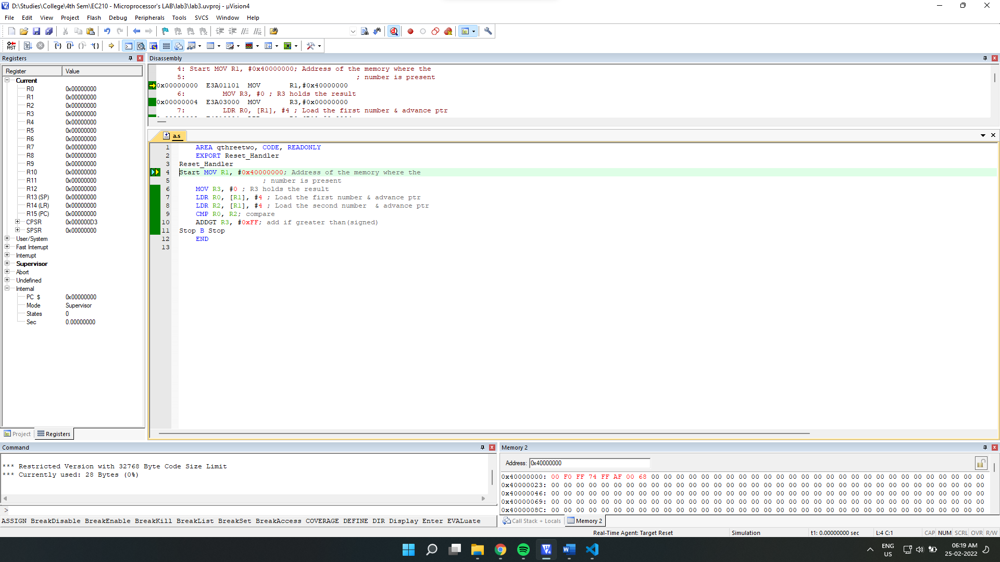 D:\Studies\College\4th Sem\EC210 - Microprocessor's LAB\lab3\lab3.uvproj - µVision4
File Edit View Project Flash Debug Peripherals Tools SVCS Window Help
Registers
Register Value
Current
R0 0x00000000
R1 0x00000000
R2 0x00000000
R3 0x00000000
R4 0x00000000
R5 0x00000000
R6 0x00000000
R7 0x00000000
R8 0x00000000
R9 0x00000000
R10 0x00000000
R11 0x00000000
R12 0x00000000
R13 (SP) 0x00000000
R14 (LR) 0x00000000
R15 (PC) 0x00000000
CPSR 0x000000D3
SPSR 0x00000000
User/System
Fast Interrupt
Interrupt
Supervisor
Abort
Undefined
Internal
PC $ 0x00000000
Mode Supervisor
States 0
Sec 0.00000000
Project Registers
Disassembly
4: Start MOV R1, #0x40000000; Address of the memory where the
5: ; number is present
0x00000000 E3A01101 MOV R1,#0x40000000
6: MOV R3, #0 ; R3 holds the result
0x00000004 E3A03000 MOV R3,#0x00000000
7: LDR R0, [R1], #4 ; Load the first number & advance ptr
a.s
1 AREA qthreetwo, CODE, READONLY
2 EXPORT Reset_Handler
3 Reset_Handler
4 Start MOV R1, #0x40000000; Address of the memory where the
5 ; number is present
6 MOV R3, #0 ; R3 holds the result
7 LDR R0, [R1], #4 ; Load the first number & advance ptr
8 LDR R2, [R1], #4 ; Load the second number  & advance ptr
9 CMP R0, R2; compare
10 ADDGT R3, #0xFF; add if greater than(signed)
11 Stop B Stop
12 END
13
Command
*** Restricted Version with 32768 Byte Code Size Limit
*** Currently used: 28 Bytes (0%)
>
ASSIGN BreakDisable BreakEnable BreakKill BreakList BreakSet BreakAccess COVERAGE DEFINE DIR Display Enter EVALuate
Memory 2
Address: 0x40000000
0x40000000: 00 F0 FF 74 FF AF 00 68 00 00 00 00 00 00 00 00 00 00 00 00 00 00 00 00 00 00 00 00 00 00 00 00 00 00 00
0x40000023: 00 00 00 00 00 00 00 00 00 00 00 00 00 00 00 00 00 00 00 00 00 00 00 00 00 00 00 00 00 00 00 00 00 00 00
0x40000046: 00 00 00 00 00 00 00 00 00 00 00 00 00 00 00 00 00 00 00 00 00 00 00 00 00 00 00 00 00 00 00 00 00 00 00
0x40000069: 00 00 00 00 00 00 00 00 00 00 00 00 00 00 00 00 00 00 00 00 00 00 00 00 00 00 00 00 00 00 00 00 00 00 00
0x4000008C: 00 00 00 00 00 00 00 00 00 00 00 00 00 00 00 00 00 00 00 00 00 00 00 00 00 00 00 00 00 00 00 00 00 00 00
Call Stack + Locals Memory 2
Real-Time Agent: Target Reset Simulation t1: 0.00000000 sec L:4 C:1 CAP NUM SCRL OVR R/W
ENG
US
06:19 AM
25-02-2022